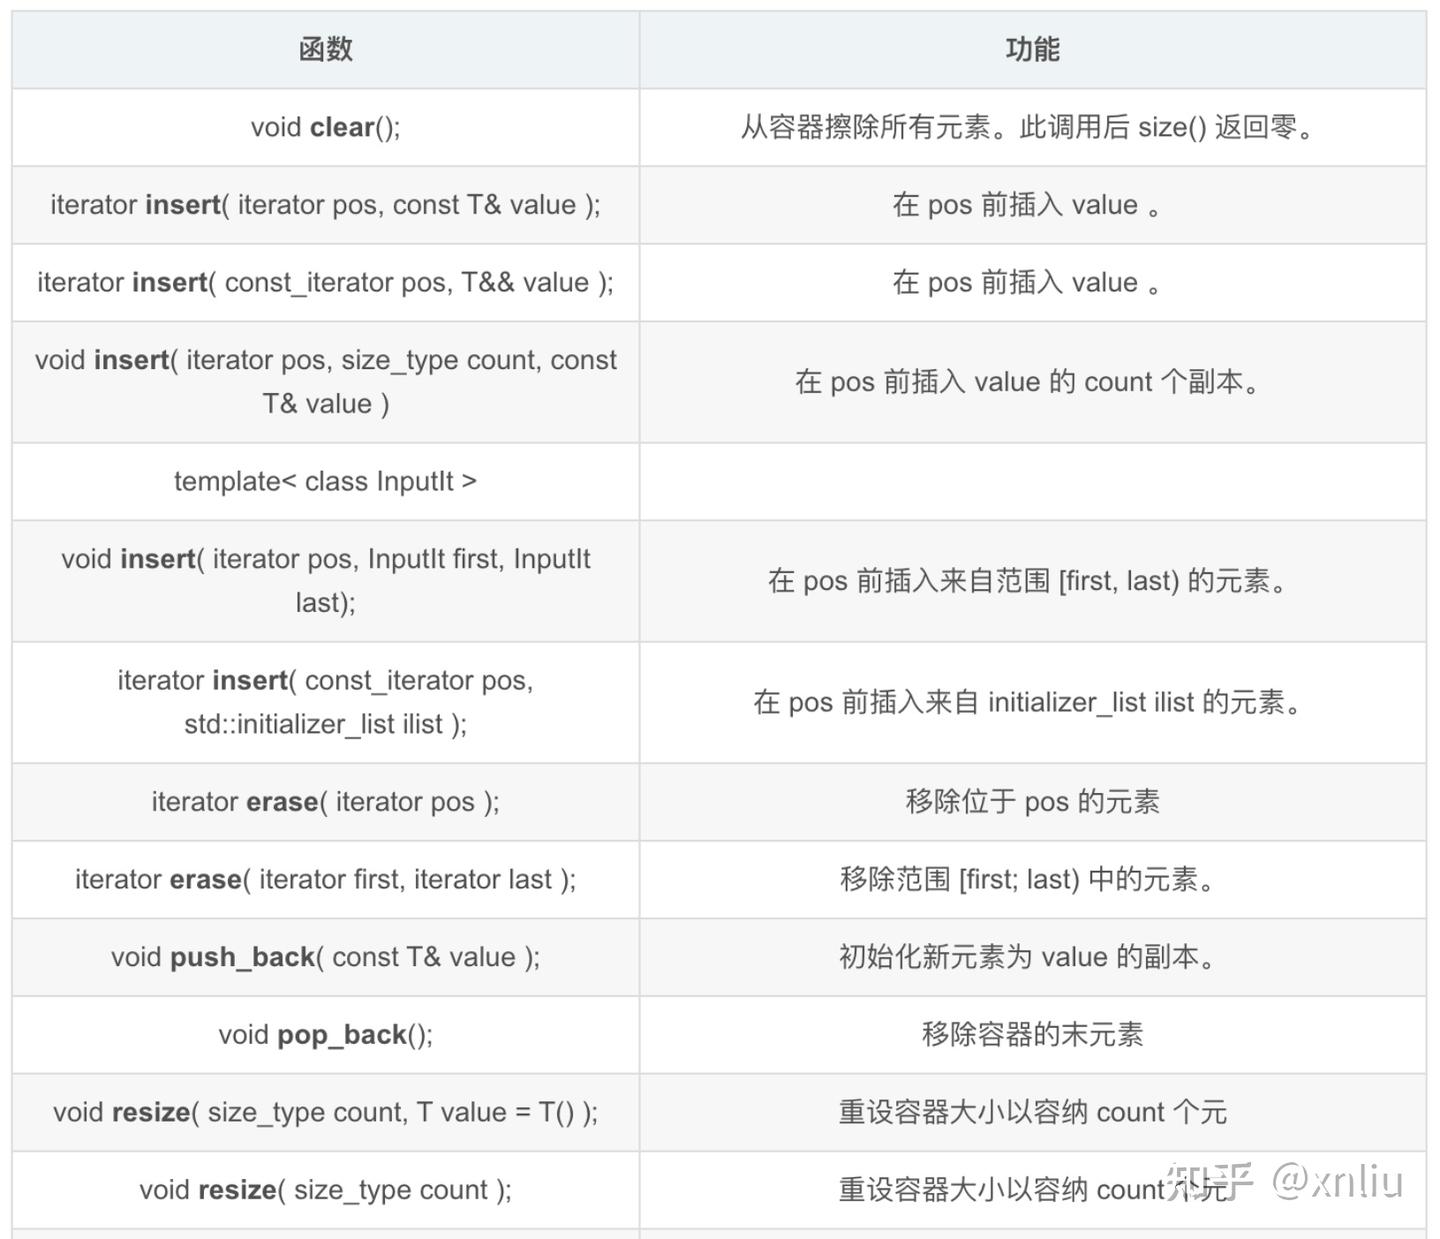 函数
功能
void clear();
从容器擦除所有元素。此调用后 size() 返回零。
iterator insert( iterator pos, const T& value );
在 pos 前插入 value 。
iterator insert( const_iterator pos, T&& value );
在 pos 前插入 value 。
void insert( iterator pos, size_type count, const
T& value )
在 pos 前插入 value 的 count 个副本。
template< class InputIt >
void insert( iterator pos, InputIt first, InputIt
last);
在 pos 前插入来自范围 [first, last) 的元素。
iterator insert( const_iterator pos,
std::initializer_list ilist );
在 pos 前插入来自 initializer_list ilist 的元素。
iterator erase( iterator pos );
移除位于 pos 的元素
iterator erase( iterator first, iterator last );
移除范围 [first; last) 中的元素。
void push_back( const T& value );
初始化新元素为 value 的副本。
void pop_back();
移除容器的末元素
void resize( size_type count, T value = T() );
重设容器大小以容纳 count 个元
void resize( size_type count );
重设容器大小以容纳 count 个元
知乎 @xnliu